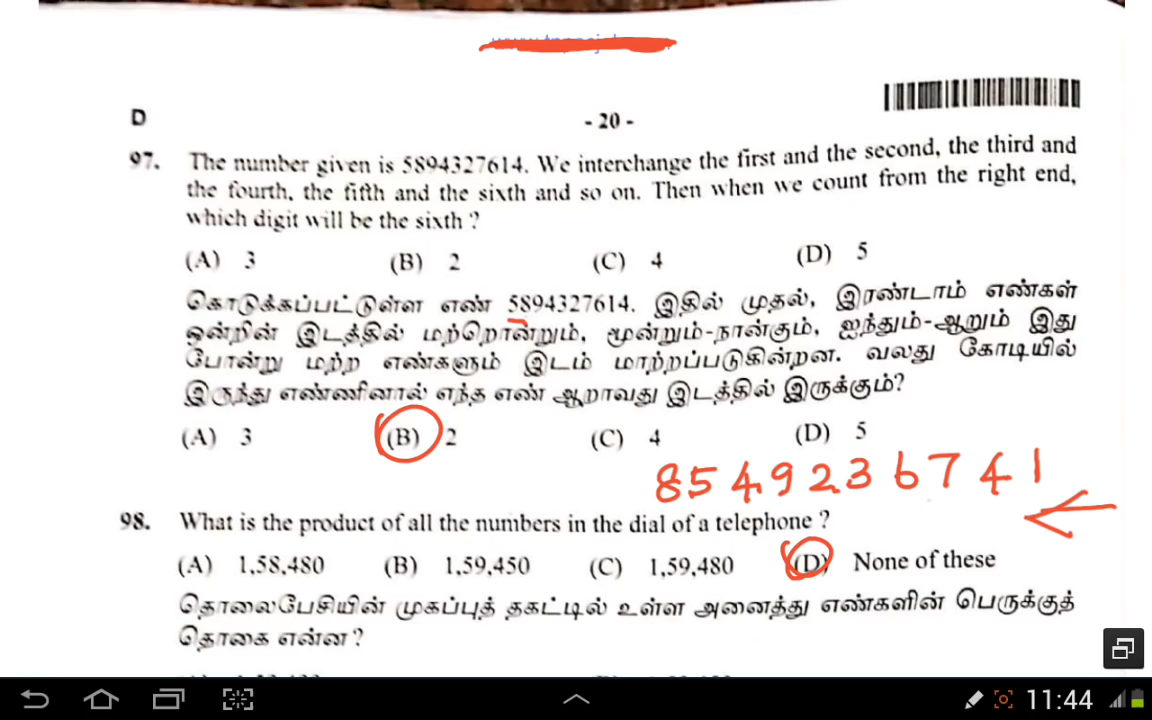 D
- 20 -
97. The number given is 5894327614. We interchange the first and the second, the third and
the fourth, the fifth and the sixth and so on. Then when we count from the right end,
which digit will be the sixth ?
(A) 3 (B) 2 (C) 4 (D) 5
கொடுக்கப்பட்டுள்ள எண் 5894327614. இதில் முதல், இரண்டாம் எண்கள்
ஒன்றின் இடத்தில் மற்றொன்றும், மூன்றும்-நான்கும், ஐந்தும்-ஆறும் இது
போன்று மற்ற எண்களும் இடம் மாற்றப்படுகின்றன. வலது கோடியில்
இருந்து எண்ணினால் எந்த எண் ஆறாவது இடத்தில் இருக்கும்?
(A) 3 (B) 2 (C) 4 (D) 5
8549236741
98. What is the product of all the numbers in the dial of a telephone ?
(A) 1,58,480 (B) 1,59,450 (C) 1,59,480 (D) None of these
தொலைபேசியின் முகப்புத் தகட்டில் உள்ள அனைத்து எண்களின் பெருக்குத்
தொகை என்ன?
11:44